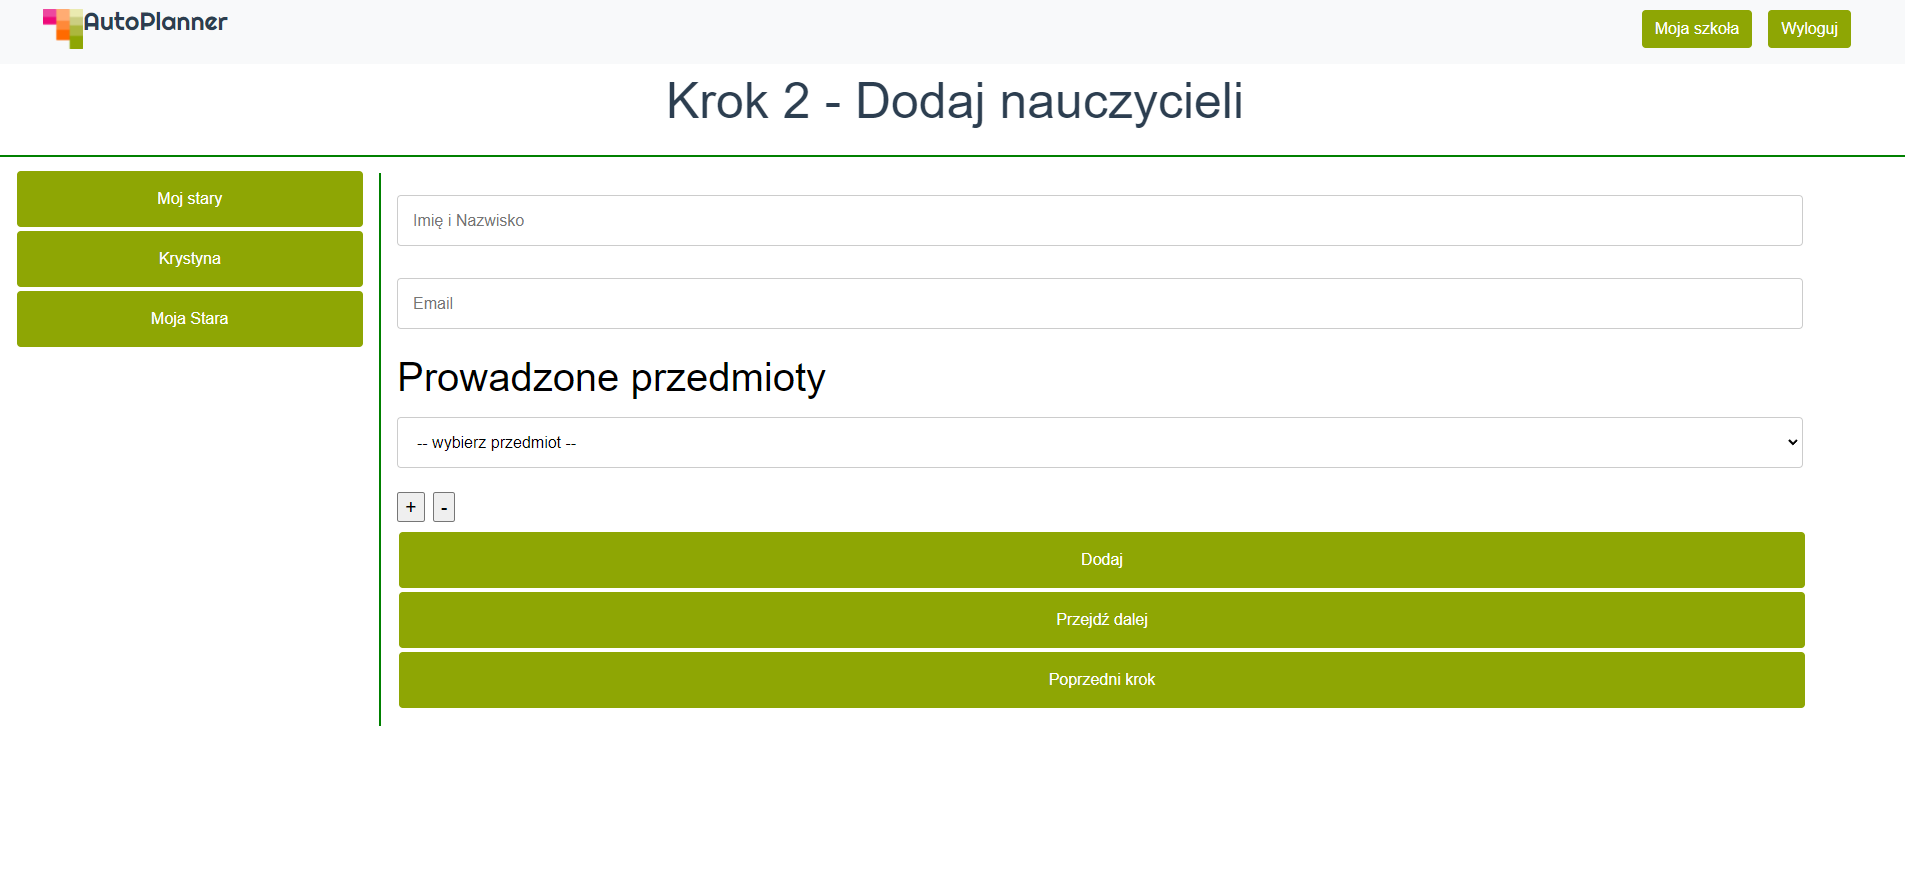 AutoPlanner
Moja szkoła
Wyloguj
Krok 2 - Dodaj nauczycieli
Moj stary
Krystyna
Moja Stara
Imię i Nazwisko
Email
Prowadzone przedmioty
-- wybierz przedmiot --
+ -
Dodaj
Przejdź dalej
Poprzedni krok